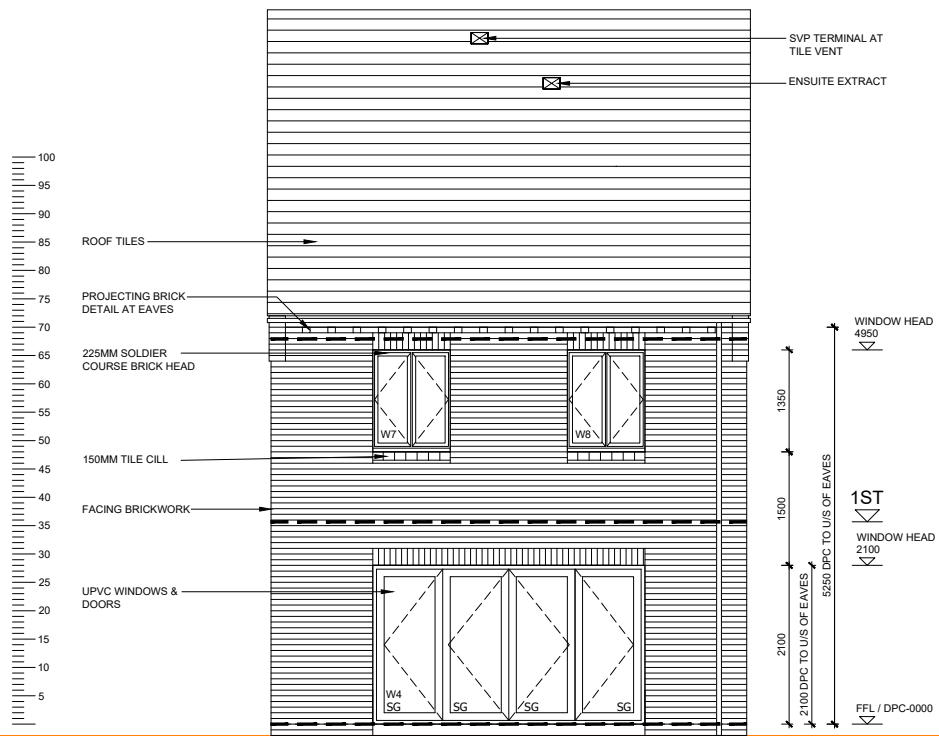 SVP TERMINAL AT
TILE VENT
ENSUITE EXTRACT
100
95
90
85
80
75
70
65
60
55
50
45
40
35
30
25
20
15
10
5
ROOF TILES
PROJECTING BRICK
DETAIL AT EAVES
225MM SOLDIER
COURSE BRICK HEAD
150MM TILE CILL
FACING BRICKWORK
UPVC WINDOWS &
DOORS
W7
W8
W4
SG
SG
SG
SG
1350
1500
2100
2100 DPC TO U/S OF EAVES
5250 DPC TO U/S OF EAVES
WINDOW HEAD
4950
1ST
WINDOW HEAD
2100
FFL / DPC-0000